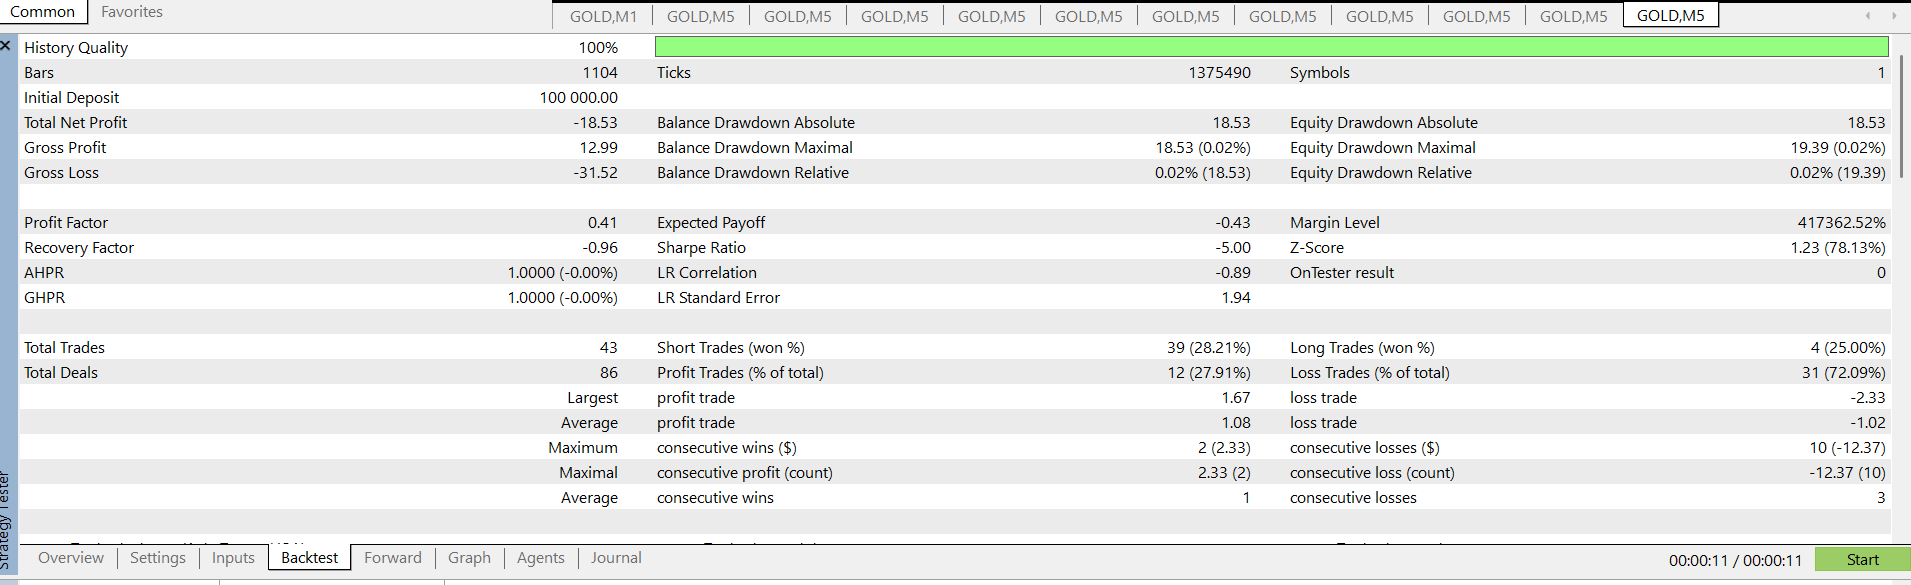 Common Favorites GOLD,M1 GOLD,M5 GOLD,M5 GOLD,M5 GOLD,M5 GOLD,M5 GOLD,M5 GOLD,M5 GOLD,M5 GOLD,M5 GOLD,M5 GOLD,M5
History Quality 100%
Bars 1104 Ticks 1375490 Symbols 1
Initial Deposit 100 000.00
Total Net Profit -18.53 Balance Drawdown Absolute 18.53 Equity Drawdown Absolute 18.53
Gross Profit 12.99 Balance Drawdown Maximal 18.53 (0.02%) Equity Drawdown Maximal 19.39 (0.02%)
Gross Loss -31.52 Balance Drawdown Relative 0.02% (18.53) Equity Drawdown Relative 0.02% (19.39)
Profit Factor 0.41 Expected Payoff -0.43 Margin Level 417362.52%
Recovery Factor -0.96 Sharpe Ratio -5.00 Z-Score 1.23 (78.13%)
AHPR 1.0000 (-0.00%) LR Correlation -0.89 OnTester result 0
GHPR 1.0000 (-0.00%) LR Standard Error 1.94
Total Trades 43 Short Trades (won %) 39 (28.21%) Long Trades (won %) 4 (25.00%)
Total Deals 86 Profit Trades (% of total) 12 (27.91%) Loss Trades (% of total) 31 (72.09%)
Largest profit trade 1.67 loss trade -2.33
Average profit trade 1.08 loss trade -1.02
Maximum consecutive wins ($) 2 (2.33) consecutive losses ($) 10 (-12.37)
Maximal consecutive profit (count) 2.33 (2) consecutive loss (count) -12.37 (10)
Average consecutive wins 1 consecutive losses 3
Strategy Tester
Overview Settings Inputs Backtest Forward Graph Agents Journal 00:00:11 / 00:00:11 Start